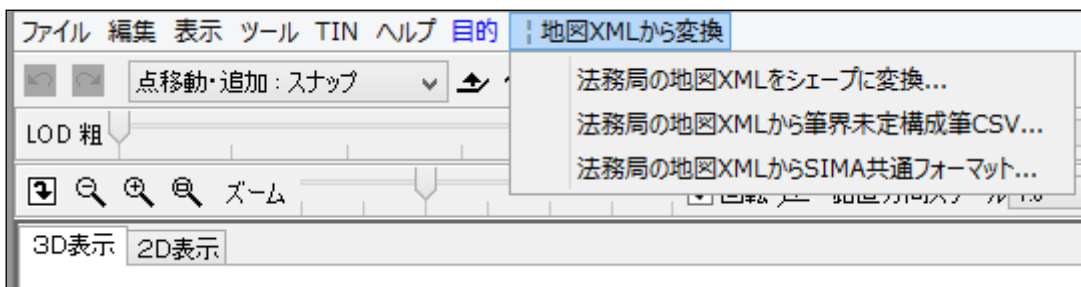 ファイル 編集 表示 ツール TIN ヘルプ 目的 ¦ 地図XMLから変換
点移動・追加:スナップ
法務局の地図XMLをシェープに変換...
LOD 粗
法務局の地図XMLから筆界未定構成筆CSV...
法務局の地図XMLからSIMA共通フォーマット...
ズーム
3D表示 2D表示